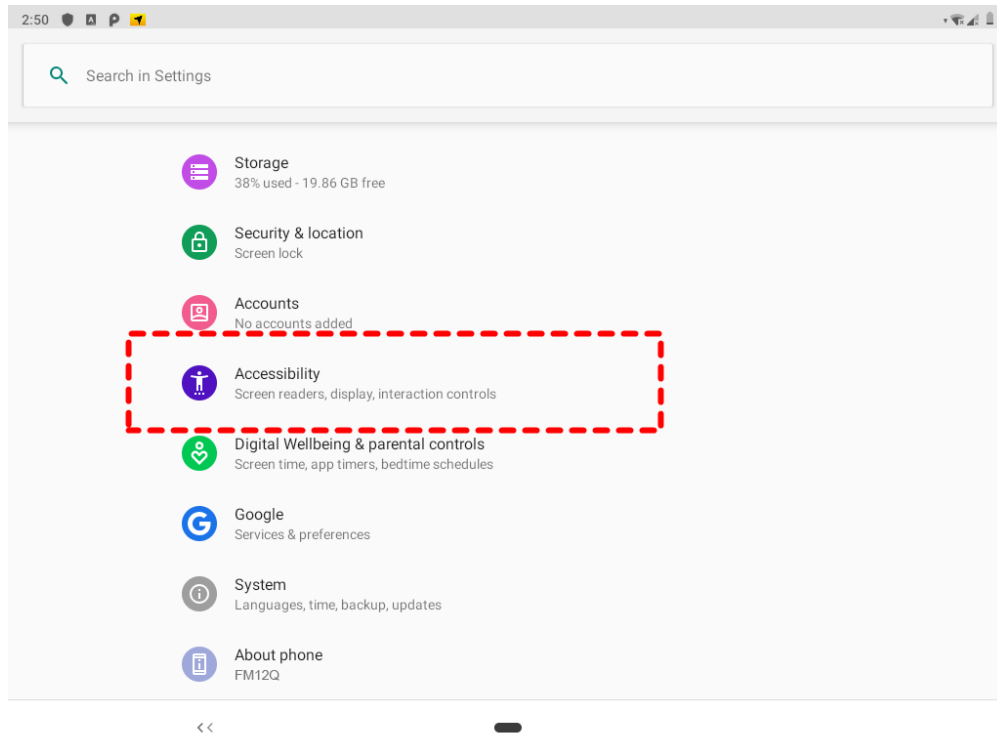 2:50
Search in Settings
Storage
38% used - 19.86 GB free
Security & location
Screen lock
Accounts
No accounts added
Accessibility
Screen readers, display, interaction controls
Digital Wellbeing & parental controls
Screen time, app timers, bedtime schedules
Google
Services & preferences
System
Languages, time, backup, updates
About phone
FM12Q